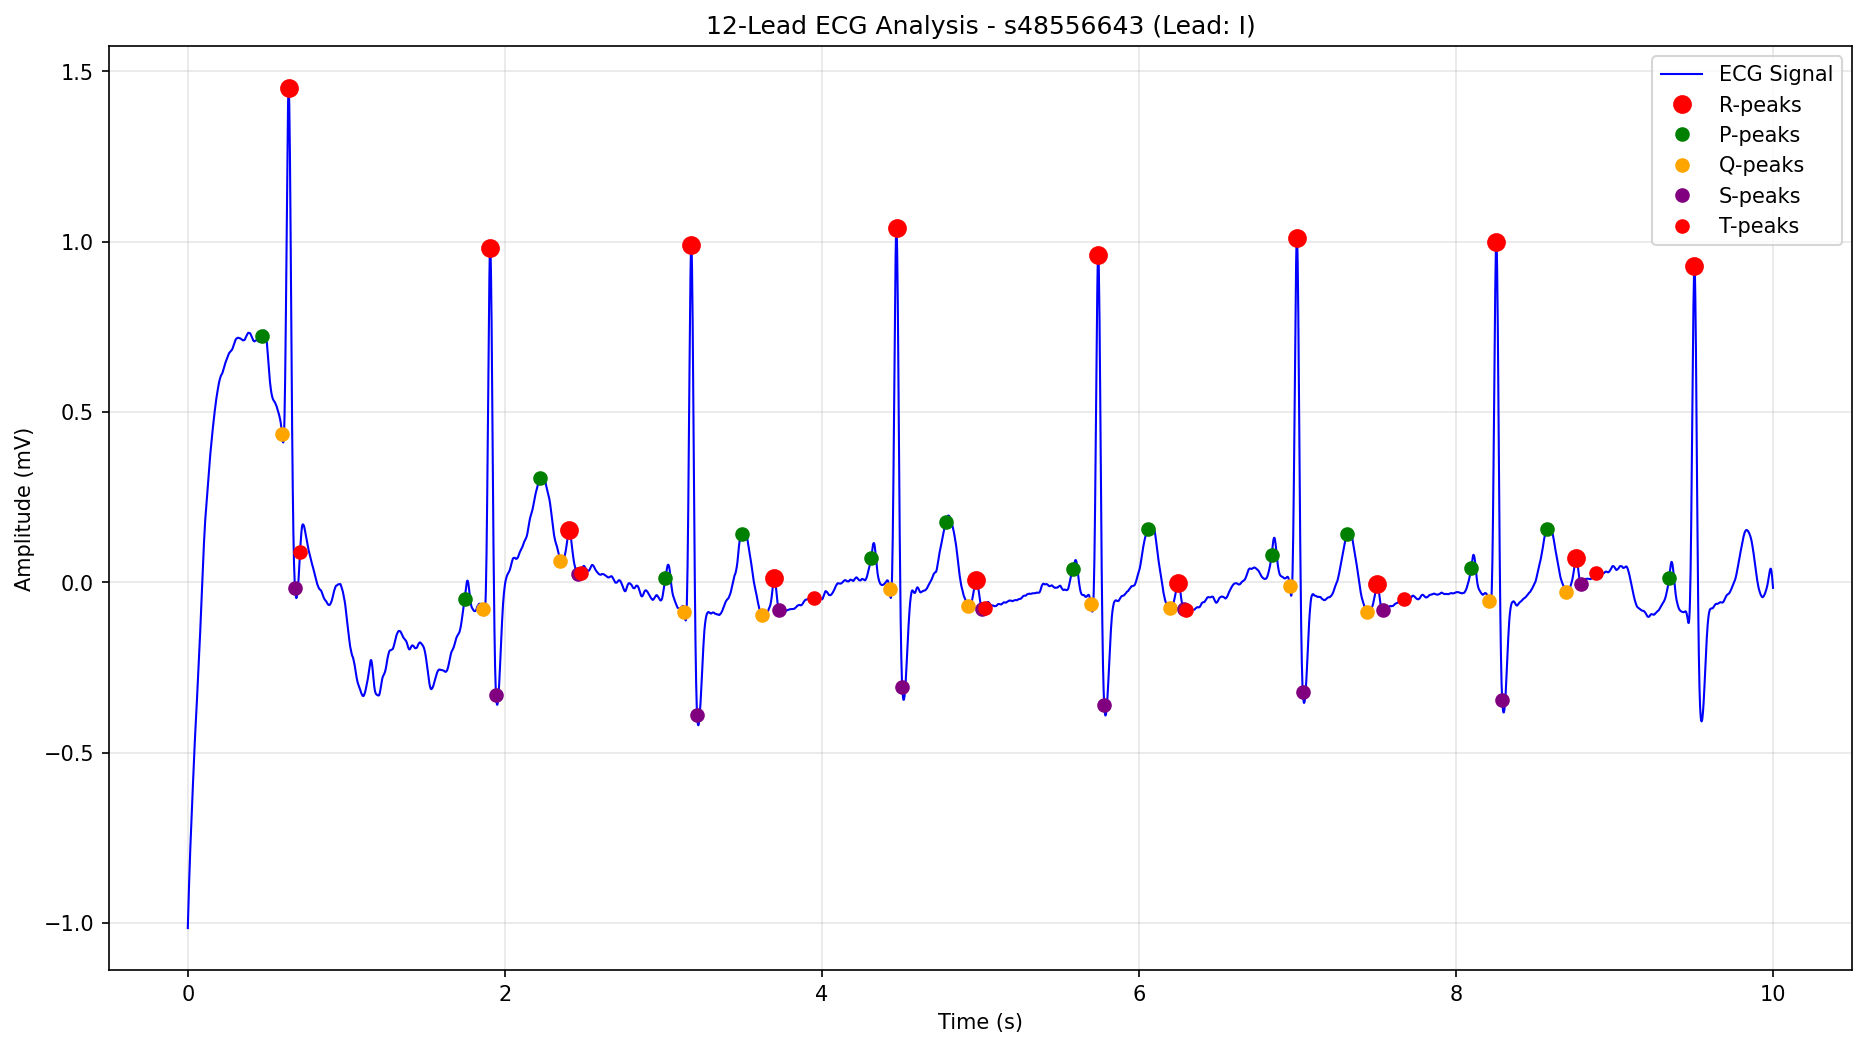 12-Lead ECG Analysis - s48556643 (Lead: I)
ECG Signal
R-peaks
P-peaks
Q-peaks
S-peaks
T-peaks
Amplitude (mV)
1.5
1.0
0.5
0.0
−0.5
−1.0
0 2 4 6 8 10
Time (s)